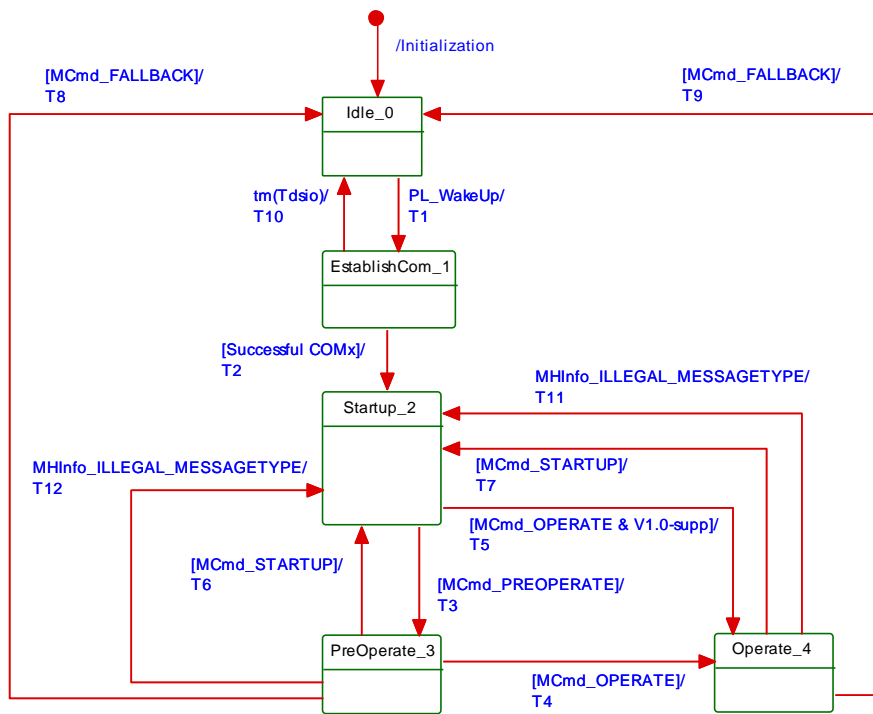 /Initialization
[MCmd_FALLBACK]/
T8
[MCmd_FALLBACK]/
T9
Idle_0
tm(Tdsio)/
T10
PL_WakeUp/
T1
EstablishCom_1
[Successful COMx]/
T2
MHInfo_ILLEGAL_MESSAGETYPE/
T11
Startup_2
MHInfo_ILLEGAL_MESSAGETYPE/
T12
[MCmd_STARTUP]/
T7
[MCmd_OPERATE & V1.0-supp]/
T5
[MCmd_STARTUP]/
T6
[MCmd_PREOPERATE]/
T3
PreOperate_3
Operate_4
[MCmd_OPERATE]/
T4